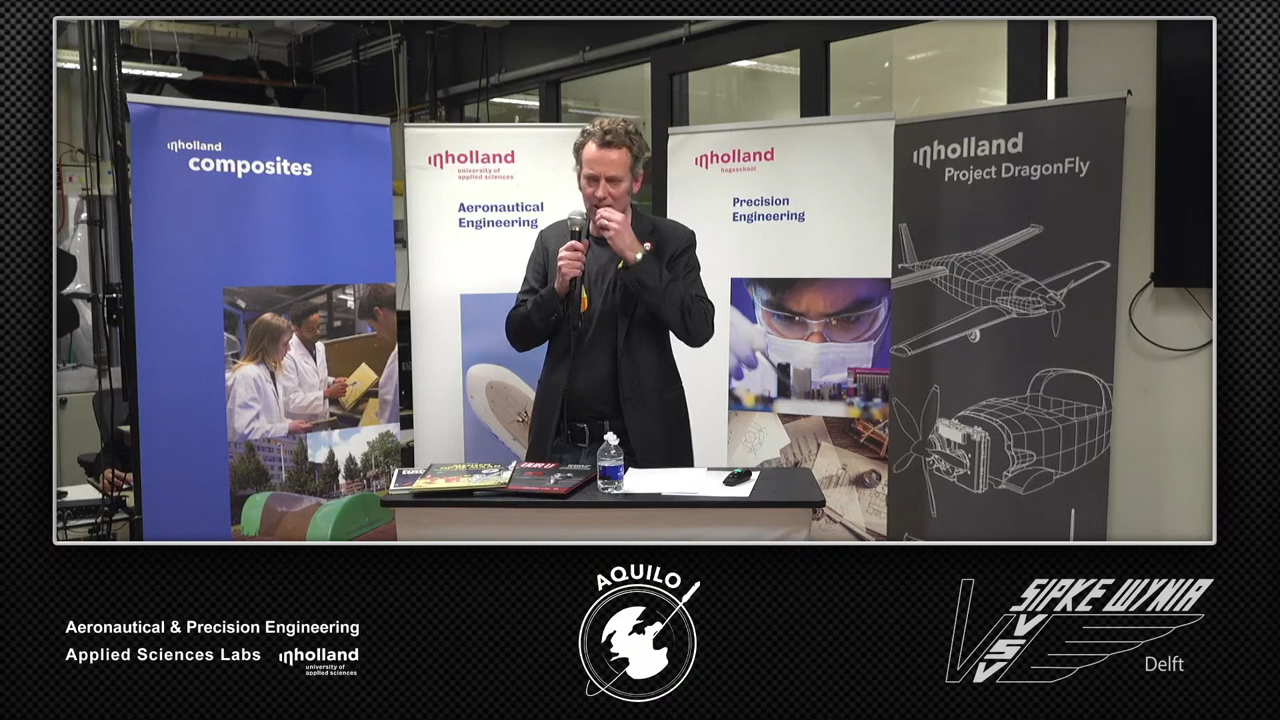 inholland
composites
inholland
university of
applied sciences
Aeronautical
Engineering
inholland
hogeschool
Precision
Engineering
inholland
Project DragonFly
Aeronautical & Precision Engineering
Applied Sciences Labs
inholland
university of
applied sciences
AQUILO
SIPKE WYNIA
VSV
Delft